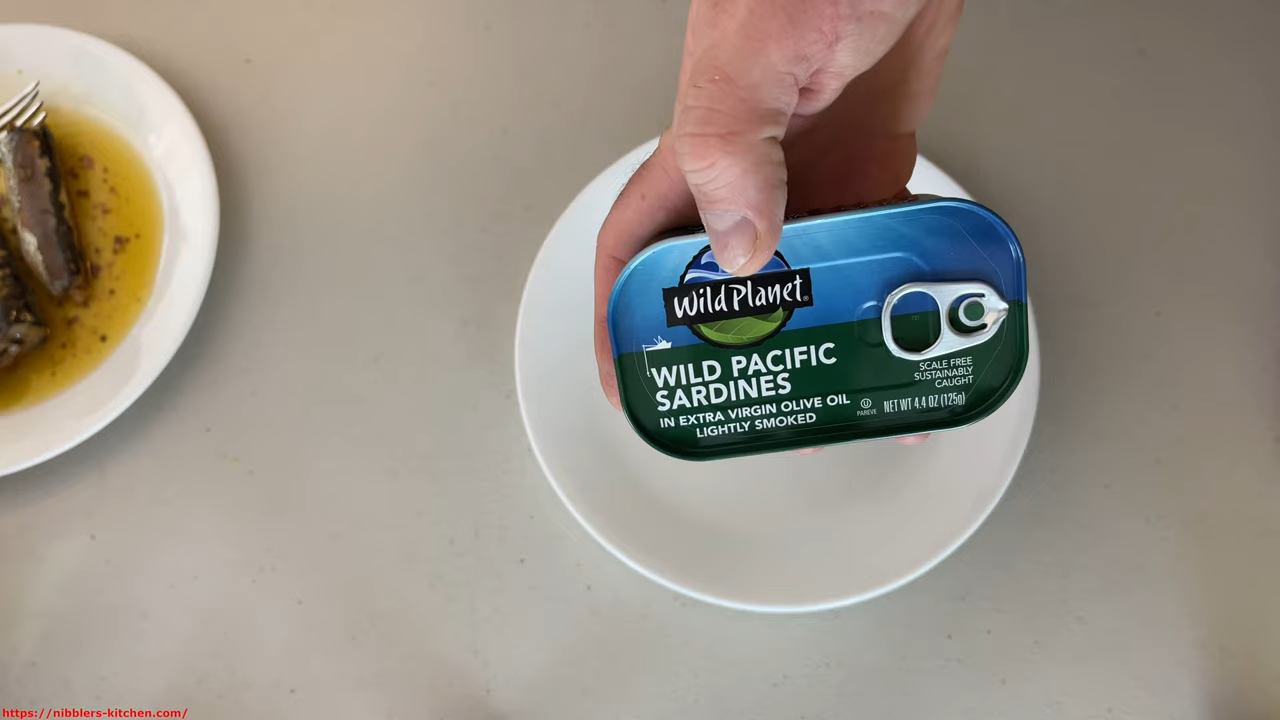 Wild Planet®
WILD PACIFIC
SARDINES
IN EXTRA VIRGIN OLIVE OIL
LIGHTLY SMOKED
SCALE FREE
SUSTAINABLY
CAUGHT
U
PAREVE
NET WT 4.4 OZ (125g)
https://nibblers-kitchen.com/